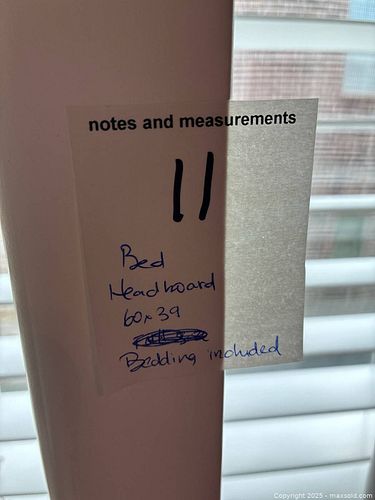 notes and measurements
11
Bed
Headboard
60x39
Bedding included
Copyright 2025 - maxsold.com